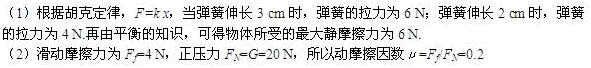 （1）根据胡克定律，F=k x，当弹簧伸长 3 cm 时，弹簧的拉力为 6 N；弹簧伸长 2 cm 时，弹簧
的拉力为 4 N.再由平衡的知识，可得物体所受的最大静摩擦力为 6 N.
（2）滑动摩擦力为 Ff=4 N，正压力 FN=G=20 N，所以动摩擦因数 μ=Ff/FN=0.2